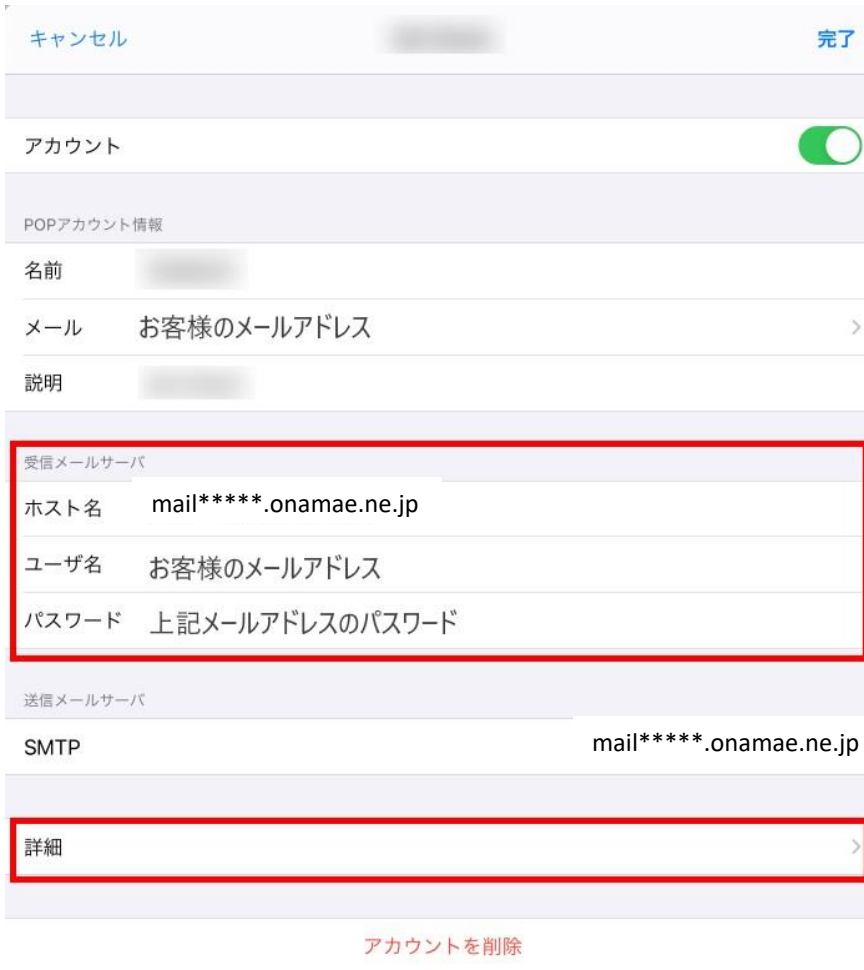 キャンセル 完了
アカウント
POPアカウント情報
名前
メール お客様のメールアドレス
説明
受信メールサーバ
ホスト名 mail*****.onamae.ne.jp
ユーザ名 お客様のメールアドレス
パスワード 上記メールアドレスのパスワード
送信メールサーバ
SMTP mail*****.onamae.ne.jp
詳細
アカウントを削除